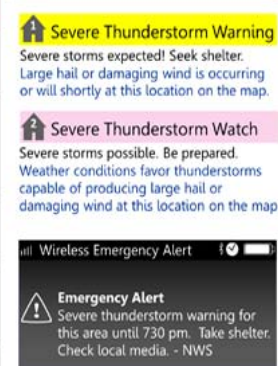 1 Severe Thunderstorm Warning
Severe storms expected! Seek shelter.
Large hail or damaging wind is occurring
or will shortly at this location on the map.
2 Severe Thunderstorm Watch
Severe storms possible. Be prepared.
Weather conditions favor thunderstorms
capable of producing large hail or
damaging wind at this location on the map
Wireless Emergency Alert
Emergency Alert
Severe thunderstorm warning for
this area until 730 pm. Take shelter.
Check local media. - NWS